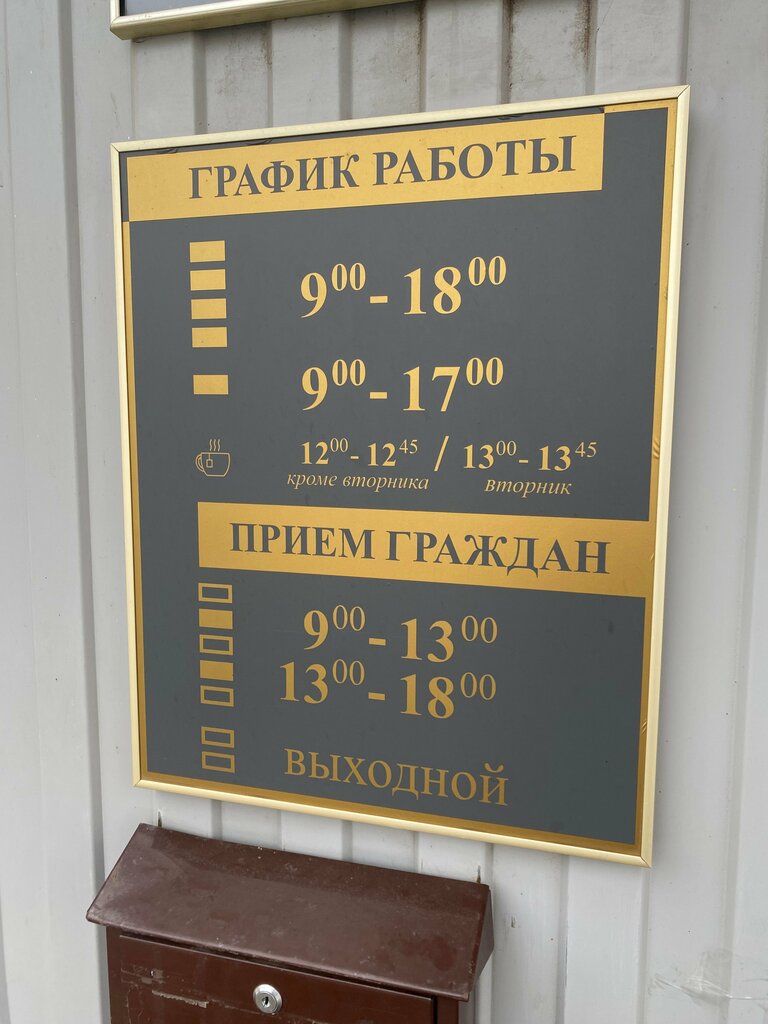 ГРАФИК РАБОТЫ
9⁰⁰ - 18⁰⁰
9⁰⁰ - 17⁰⁰
12⁰⁰ - 12⁴⁵ / 13⁰⁰ - 13⁴⁵
кроме вторника вторник
ПРИЕМ ГРАЖДАН
9⁰⁰ - 13⁰⁰
13⁰⁰ - 18⁰⁰
ВЫХОДНОЙ